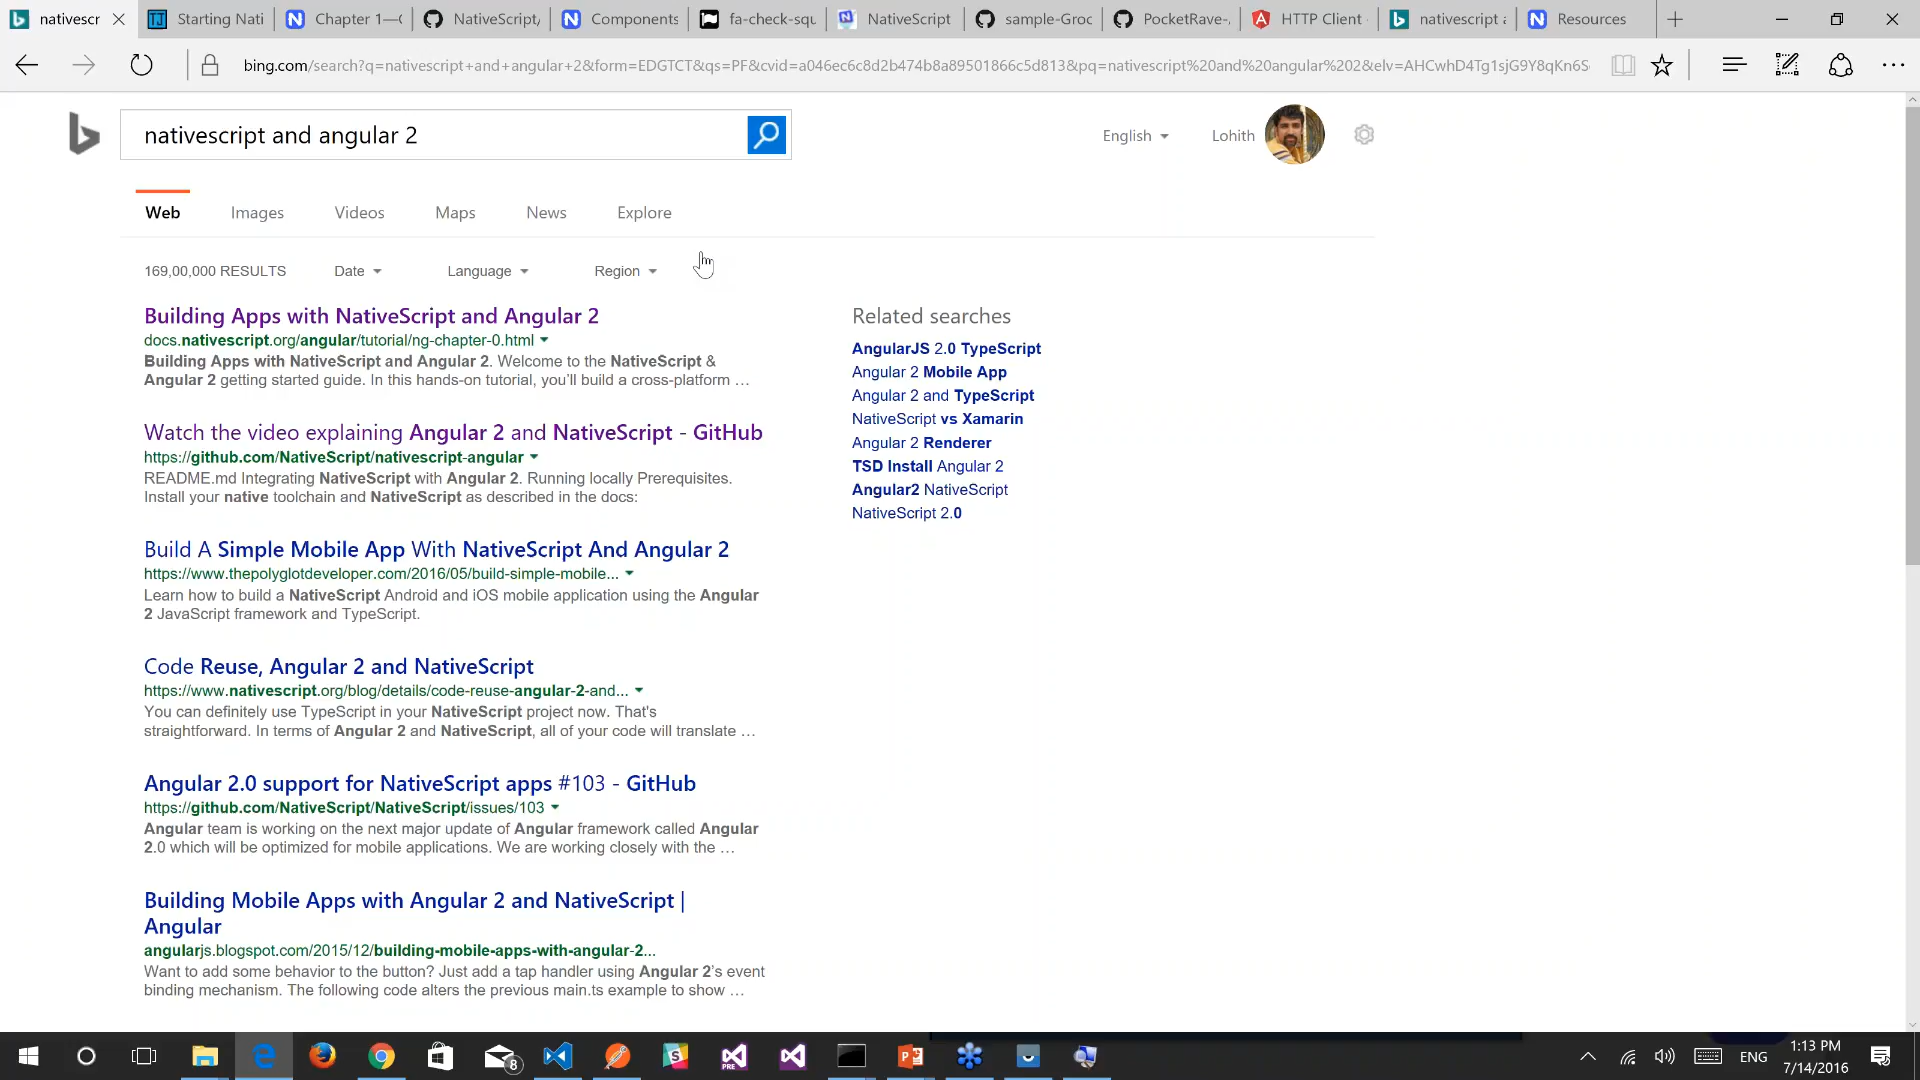 nativescr
Starting Nati
Chapter 1—
NativeScript/
Components
fa-check-squ
NativeScript
sample-Groc
PocketRave-
HTTP Client
nativescript a
Resources
bing.com/search?q=nativescript+and+angular+2&form=EDGTCT&qs=PF&cvid=a046ec6c8d2b474b8a89501866c5d813&pq=nativescript%20and%20angular%202&elv=AHCwhD4Tg1sjG9Y8qKn6S
nativescript and angular 2
English
Lohith
Web
Images
Videos
Maps
News
Explore
169,00,000 RESULTS
Date
Language
Region
Building Apps with NativeScript and Angular 2
docs.nativescript.org/angular/tutorial/ng-chapter-0.html
Building Apps with NativeScript and Angular 2. Welcome to the NativeScript &
Angular 2 getting started guide. In this hands-on tutorial, you'll build a cross-platform …
Watch the video explaining Angular 2 and NativeScript - GitHub
https://github.com/NativeScript/nativescript-angular
README.md Integrating NativeScript with Angular 2. Running locally Prerequisites.
Install your native toolchain and NativeScript as described in the docs:
Build A Simple Mobile App With NativeScript And Angular 2
https://www.thepolyglotdeveloper.com/2016/05/build-simple-mobile...
Learn how to build a NativeScript Android and iOS mobile application using the Angular
2 JavaScript framework and TypeScript.
Code Reuse, Angular 2 and NativeScript
https://www.nativescript.org/blog/details/code-reuse-angular-2-and...
You can definitely use TypeScript in your NativeScript project now. That's
straightforward. In terms of Angular 2 and NativeScript, all of your code will translate …
Angular 2.0 support for NativeScript apps #103 - GitHub
https://github.com/NativeScript/NativeScript/issues/103
Angular team is working on the next major update of Angular framework called Angular
2.0 which will be optimized for mobile applications. We are working closely with the …
Building Mobile Apps with Angular 2 and NativeScript |
Angular
angularjs.blogspot.com/2015/12/building-mobile-apps-with-angular-2...
Want to add some behavior to the button? Just add a tap handler using Angular 2's event
binding mechanism. The following code alters the previous main.ts example to show …
Related searches
AngularJS 2.0 TypeScript
Angular 2 Mobile App
Angular 2 and TypeScript
NativeScript vs Xamarin
Angular 2 Renderer
TSD Install Angular 2
Angular2 NativeScript
NativeScript 2.0
8
PRE
ENG
1:13 PM
7/14/2016